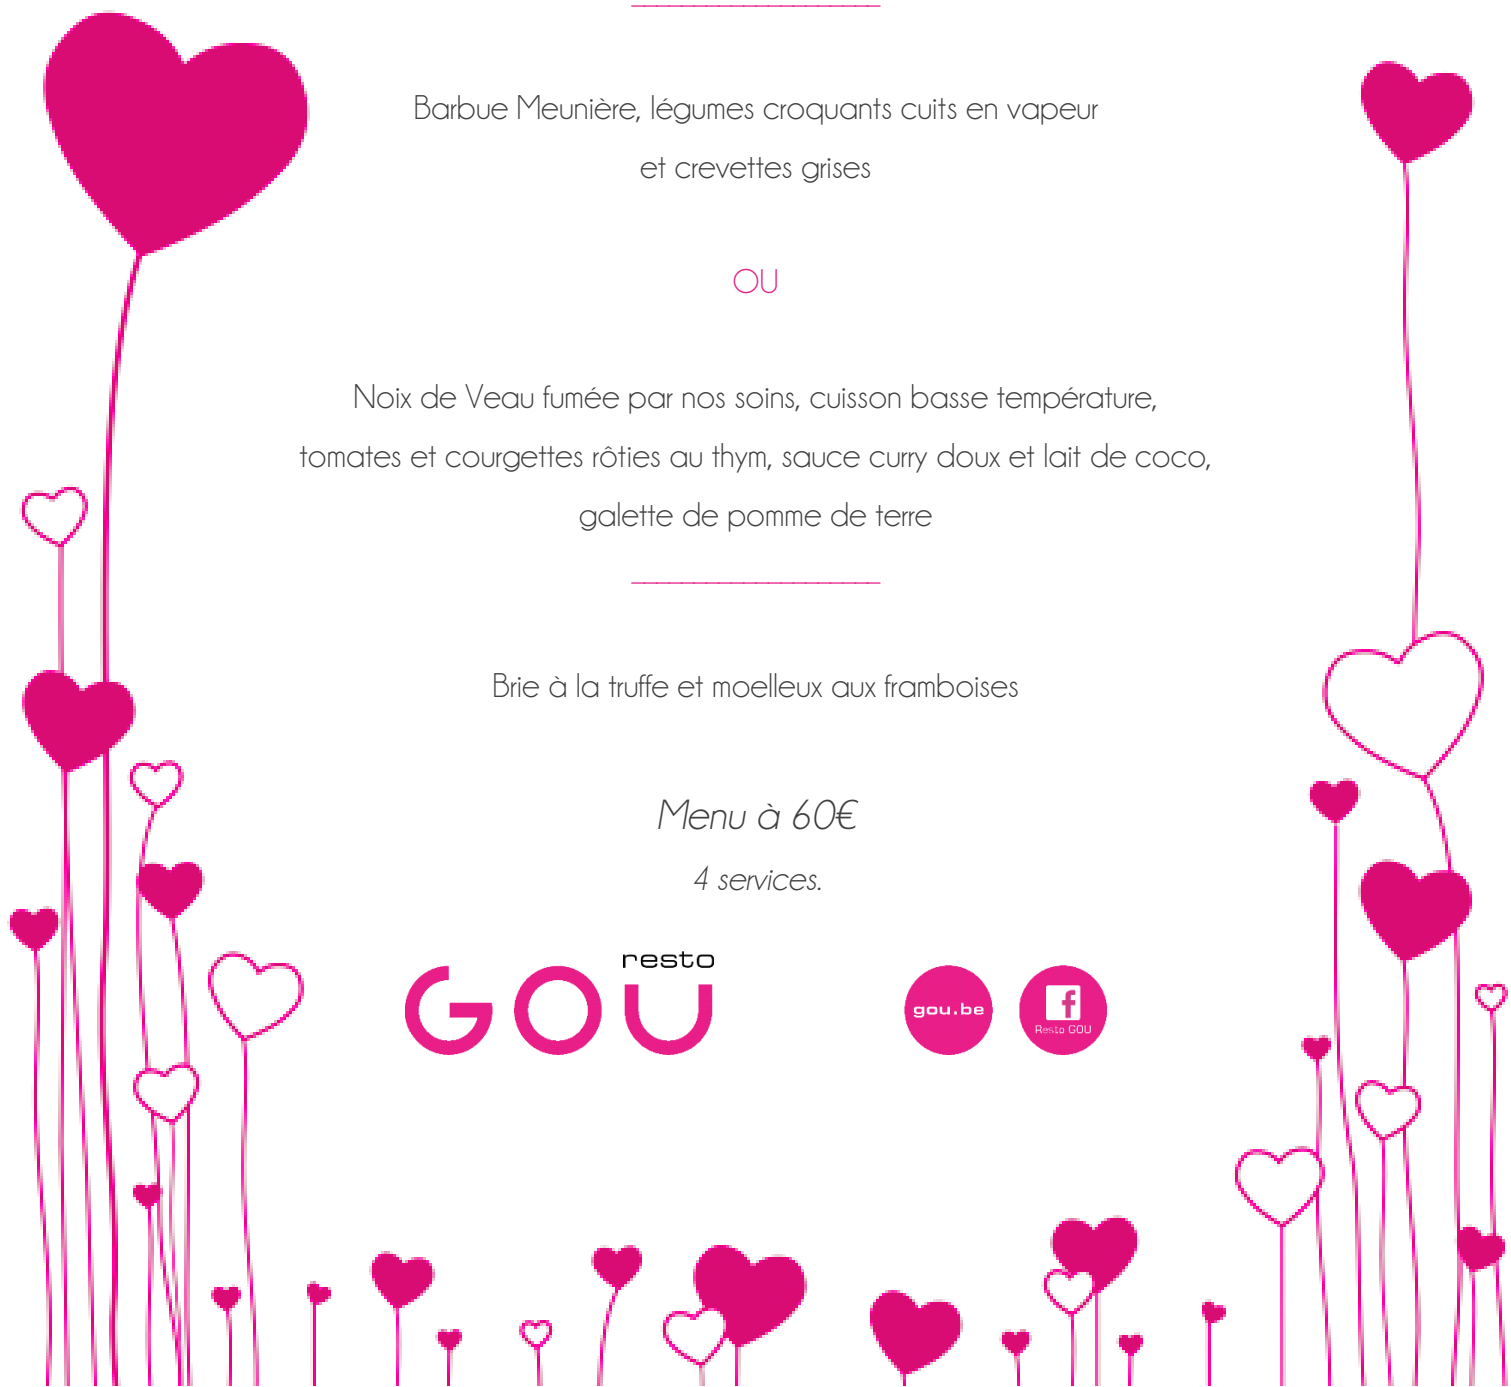 Barbue Meunière, légumes croquants cuits en vapeur
et crevettes grises
OU
Noix de Veau fumée par nos soins, cuisson basse température,
tomates et courgettes rôties au thym, sauce curry doux et lait de coco,
galette de pomme de terre
Brie à la truffe et moelleux aux framboises
Menu à 60€
4 services.
resto
GOU
gou.be
f
Resto GOU